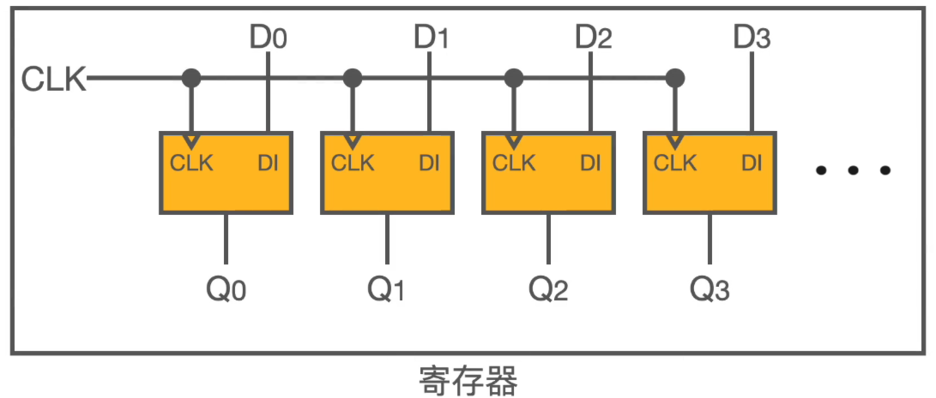 D0 D1 D2 D3
CLK
CLK DI CLK DI CLK DI CLK DI
Q0 Q1 Q2 Q3
寄存器